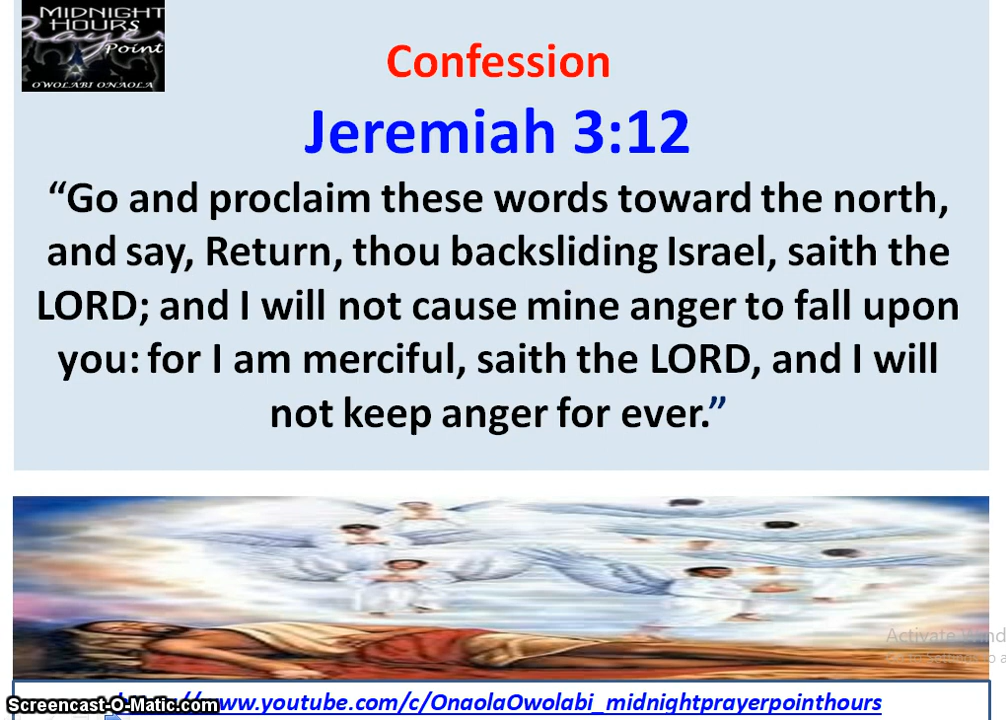 MIDNIGHT
HOURS
Prayer
Point
OWOLABI ONAOLA
Confession
Jeremiah 3:12
“Go and proclaim these words toward the north,
and say, Return, thou backsliding Israel, saith the
LORD; and I will not cause mine anger to fall upon
you: for I am merciful, saith the LORD, and I will
not keep anger for ever.”
Activate Wind
Screencast-O-Matic.com
www.youtube.com/c/OnaolaOwolabi_midnightprayerpointhours